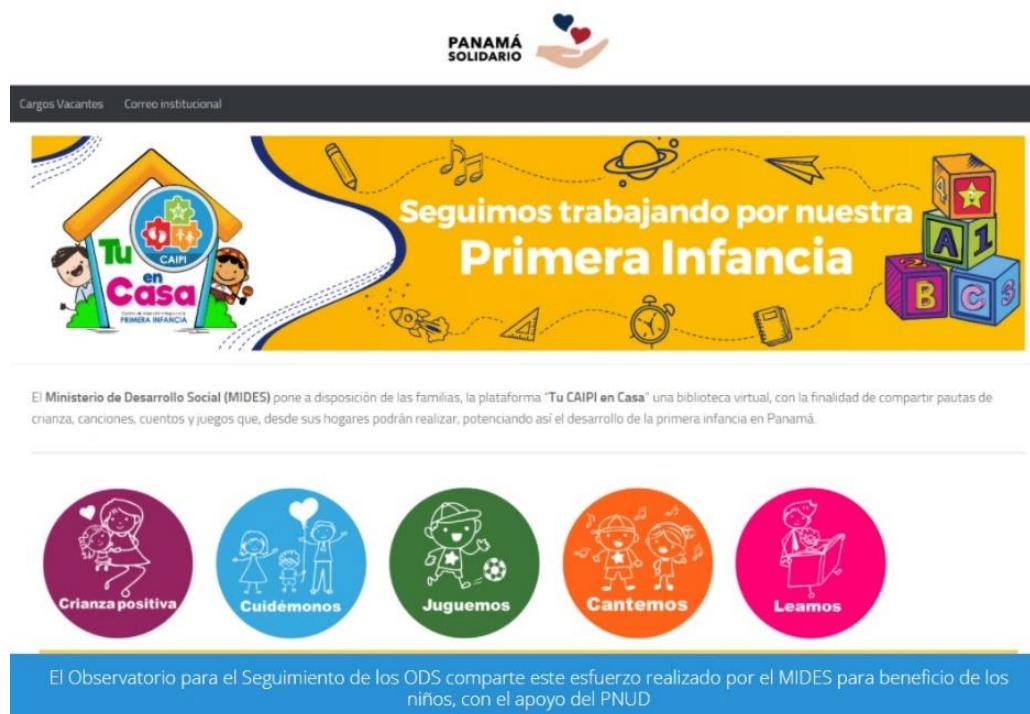 PANAMÁ
SOLIDARIO
Cargos Vacantes Correo institucional
CAIPI
Tu
en
Casa
PRIMERA INFANCIA
Seguimos trabajando por nuestra
Primera Infancia
4
A 1
2
B C S
El Ministerio de Desarrollo Social (MIDES) pone a disposición de las familias, la plataforma "Tu CAIPI en Casa" una biblioteca virtual, con la finalidad de compartir pautas de
crianza, canciones, cuentos y juegos que, desde sus hogares podrán realizar, potenciando así el desarrollo de la primera infancia en Panamá.
Crianza positiva
Cuidémonos
Juguemos
Cantemos
Leamos
El Observatorio para el Seguimiento de los ODS comparte este esfuerzo realizado por el MIDES para beneficio de los
niños, con el apoyo del PNUD